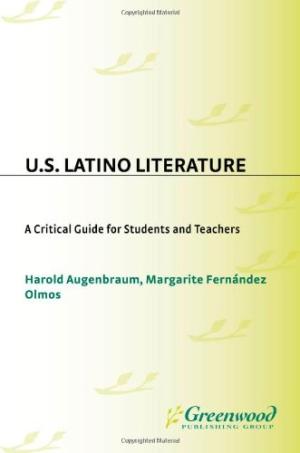 U.S. LATINO LITERATURE
A Critical Guide for Students and Teachers
Harold Augenbraum, Margarite Fernández
Olmos
Greenwood
PUBLISHING GROUP